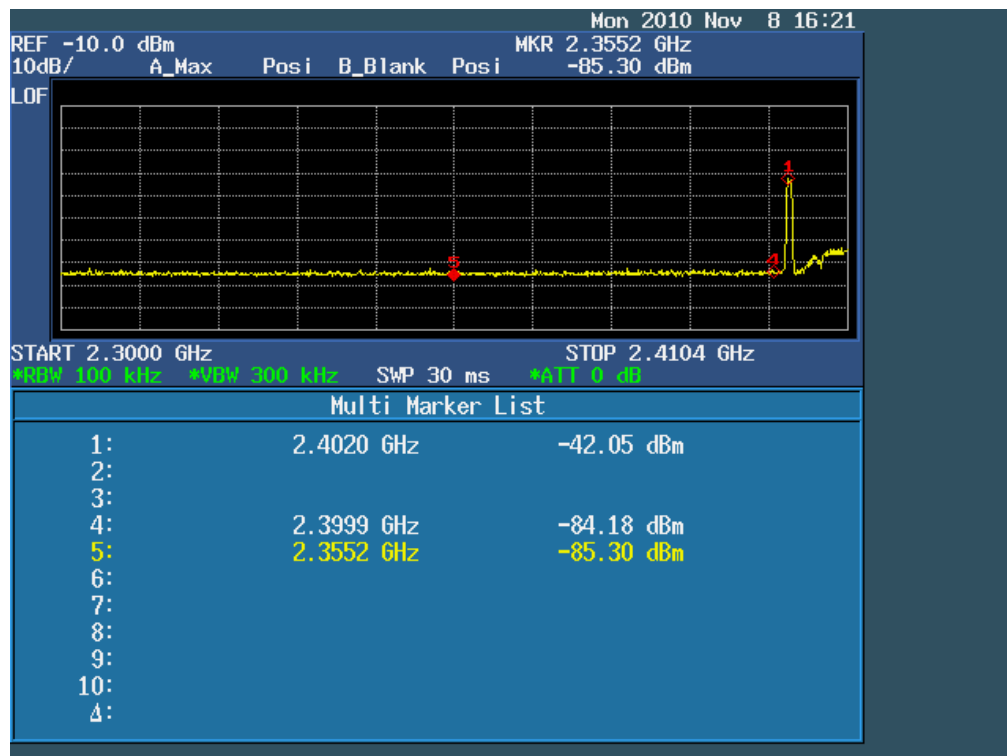 Mon 2010 Nov 8 16:21
REF -10.0 dBm MKR 2.3552 GHz
10dB/ A_Max Posi B_Blank Posi -85.30 dBm
LOF
1
5 4
START 2.3000 GHz STOP 2.4104 GHz
*RBW 100 kHz *VBW 300 kHz SWP 30 ms *ATT 0 dB
Multi Marker List
1: 2.4020 GHz -42.05 dBm
2:
3:
4: 2.3999 GHz -84.18 dBm
5: 2.3552 GHz -85.30 dBm
6:
7:
8:
9:
10:
Δ: